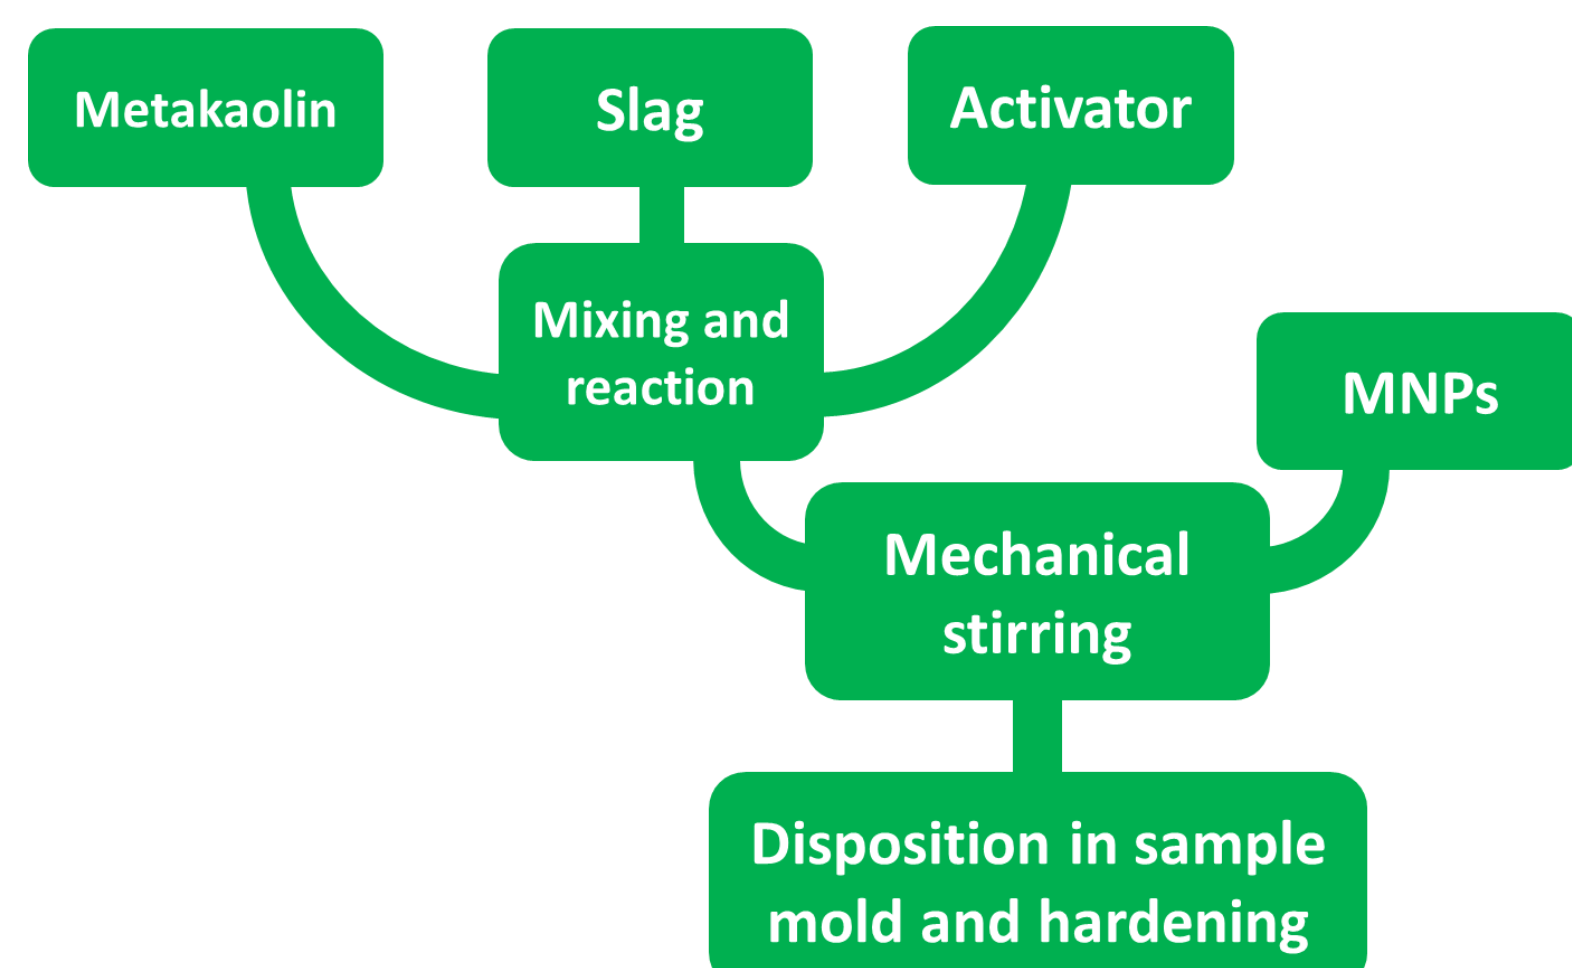 Metakaolin
Slag
Activator
Mixing and
reaction
MNPs
Mechanical
stirring
Disposition in sample
mold and hardening